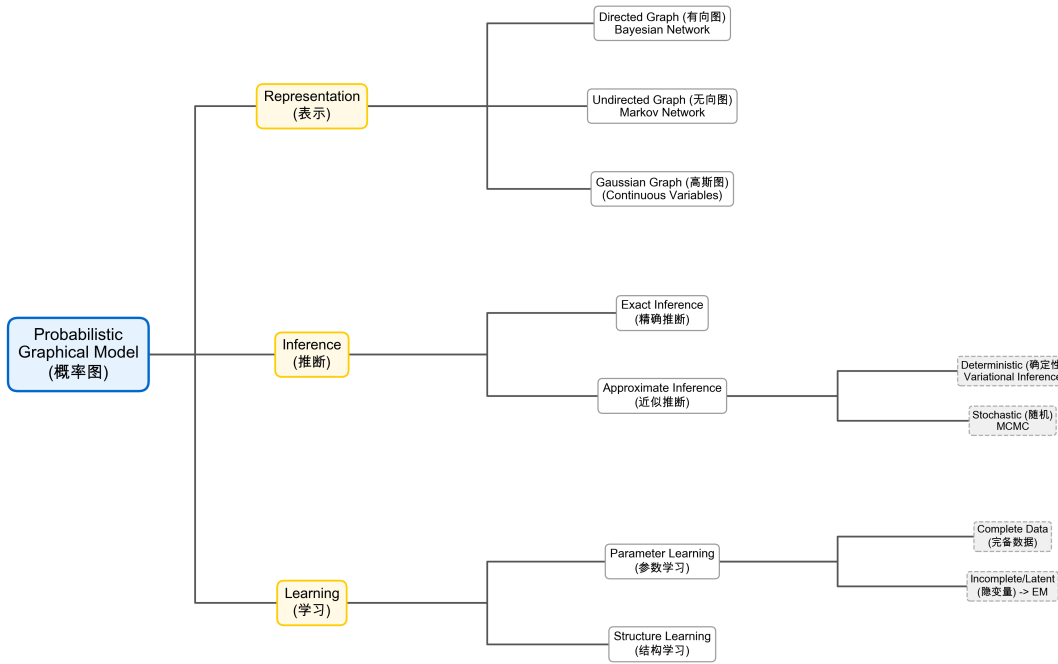 Probabilistic
Graphical Model
(概率图)
Representation
(表示)
Directed Graph (有向图)
Bayesian Network
Undirected Graph (无向图)
Markov Network
Gaussian Graph (高斯图)
(Continuous Variables)
Inference
(推断)
Exact Inference
(精确推断)
Approximate Inference
(近似推断)
Deterministic (确定性
Variational Inference
Stochastic (随机)
MCMC
Learning
(学习)
Parameter Learning
(参数学习)
Complete Data
(完备数据)
Incomplete/Latent
(隐变量) -> EM
Structure Learning
(结构学习)